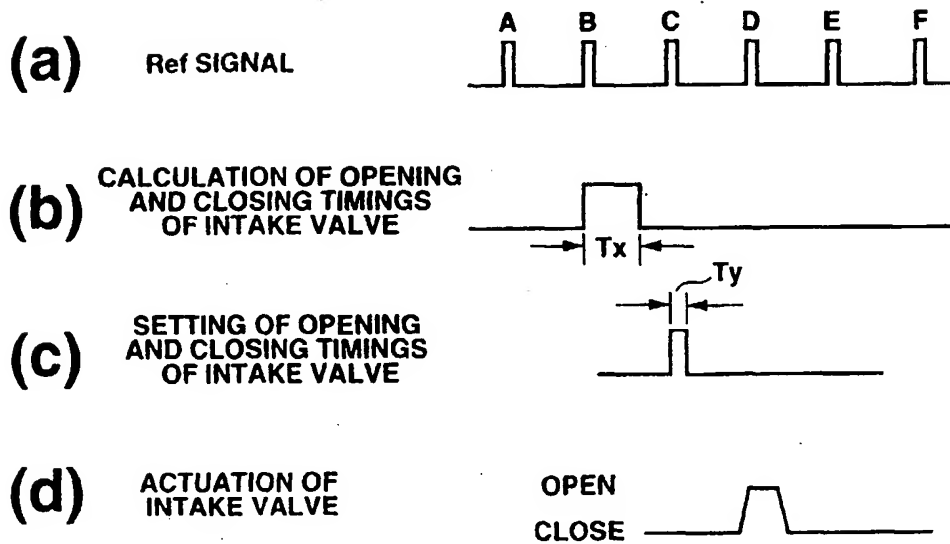 A B C D E F
(a) Ref SIGNAL
(b) CALCULATION OF OPENING
AND CLOSING TIMINGS
OF INTAKE VALVE
Tx
Ty
(c) SETTING OF OPENING
AND CLOSING TIMINGS
OF INTAKE VALVE
(d) ACTUATION OF
INTAKE VALVE
OPEN
CLOSE